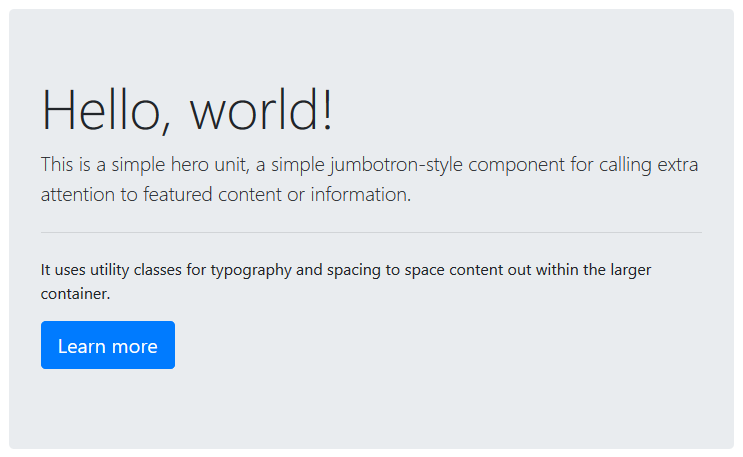 Hello, world!
This is a simple hero unit, a simple jumbotron-style component for calling extra
attention to featured content or information.
It uses utility classes for typography and spacing to space content out within the larger
container.
Learn more